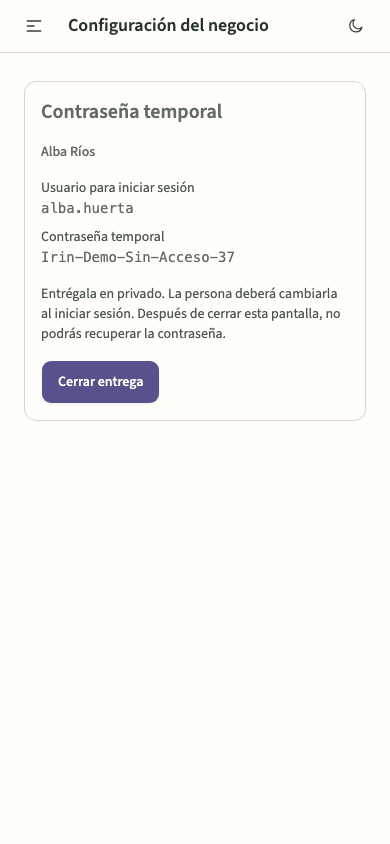 Configuración del negocio
Contraseña temporal
Alba Ríos
Usuario para iniciar sesión
alba.huerta
Contraseña temporal
Irin-Demo-Sin-Acceso-37
Entrégala en privado. La persona deberá cambiarla
al iniciar sesión. Después de cerrar esta pantalla, no
podrás recuperar la contraseña.
Cerrar entrega